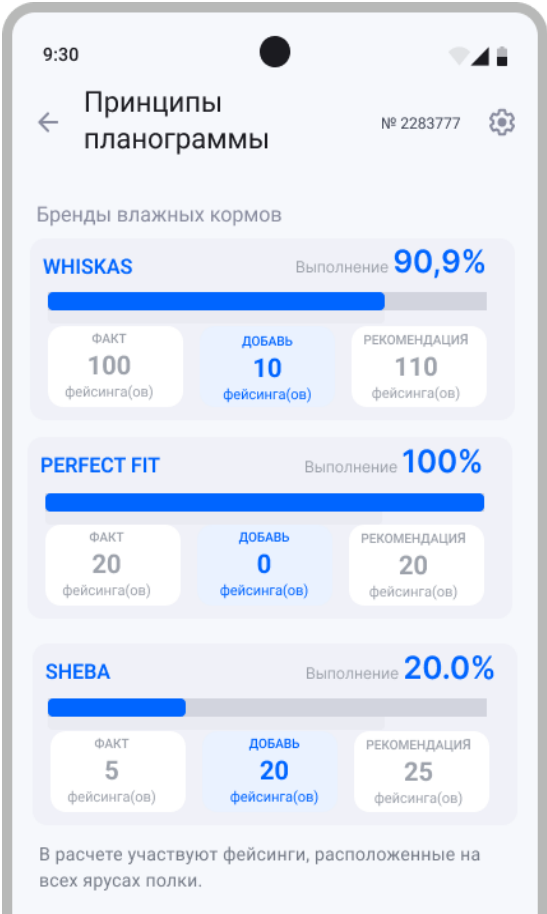 9:30
Принципы
планограммы
№ 2283777
Бренды влажных кормов
WHISKAS Выполнение 90,9%
ФАКТ ДОБАВЬ РЕКОМЕНДАЦИЯ
100 10 110
фейсинга(ов) фейсинга(ов) фейсинга(ов)
PERFECT FIT Выполнение 100%
ФАКТ ДОБАВЬ РЕКОМЕНДАЦИЯ
20 0 20
фейсинга(ов) фейсинга(ов) фейсинга(ов)
SHEBA Выполнение 20.0%
ФАКТ ДОБАВЬ РЕКОМЕНДАЦИЯ
5 20 25
фейсинга(ов) фейсинга(ов) фейсинга(ов)
В расчете участвуют фейсинги, расположенные на
всех ярусах полки.